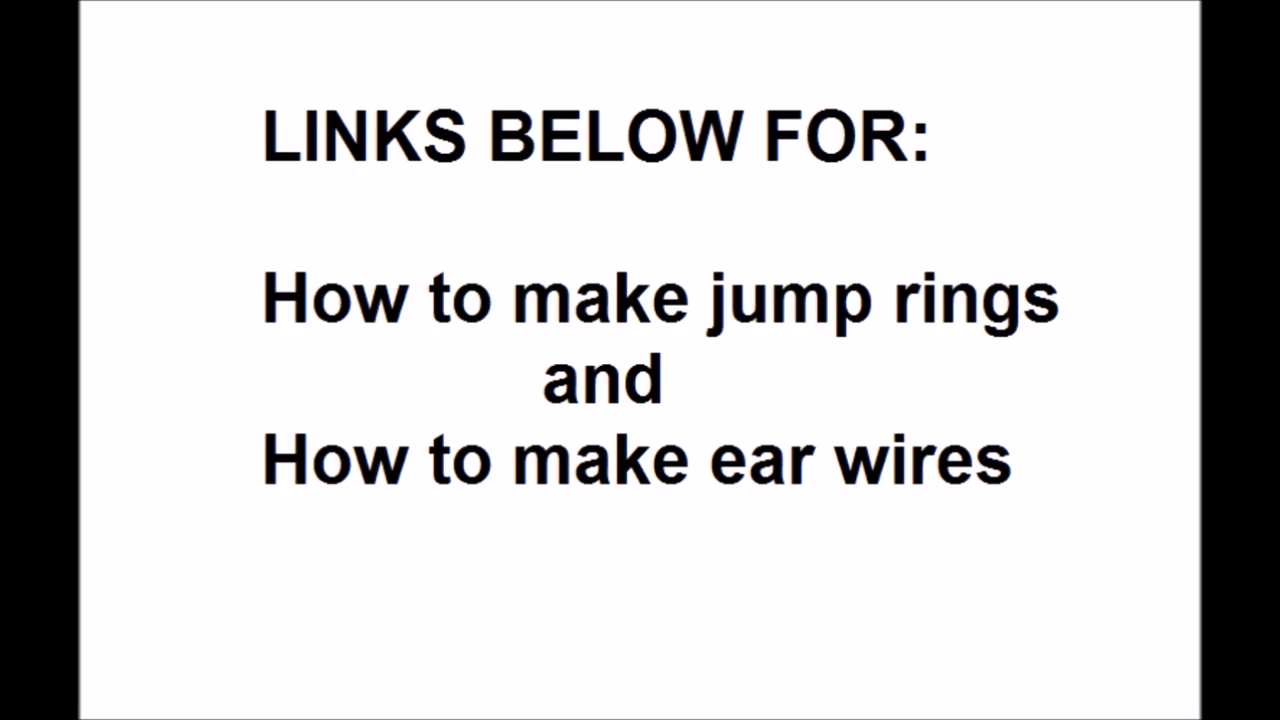 LINKS BELOW FOR:
How to make jump rings
and
How to make ear wires